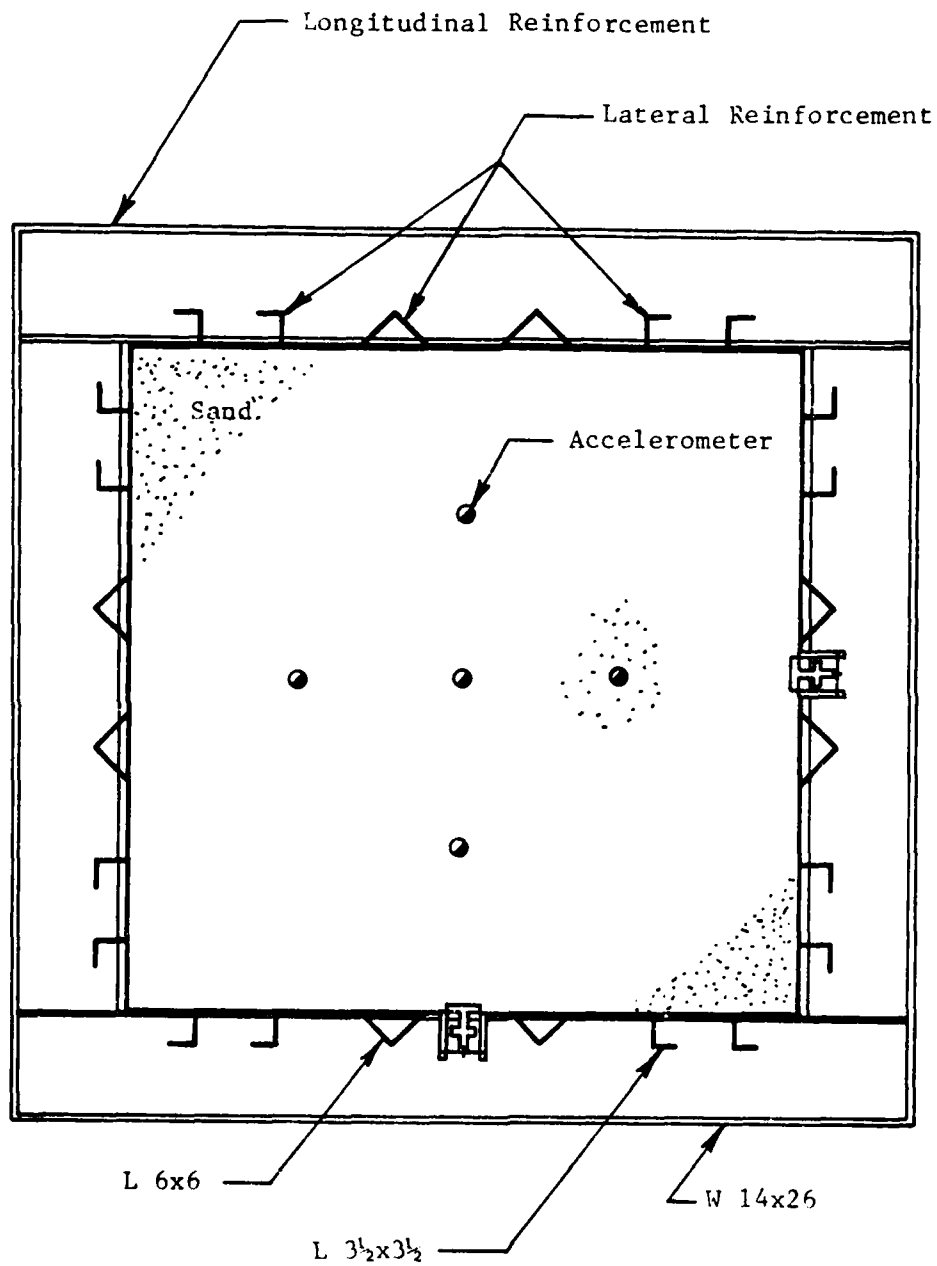 Longitudinal Reinforcement
Lateral Reinforcement
Sand
Accelerometer
L 6x6
W 14x26
L 3½x3½